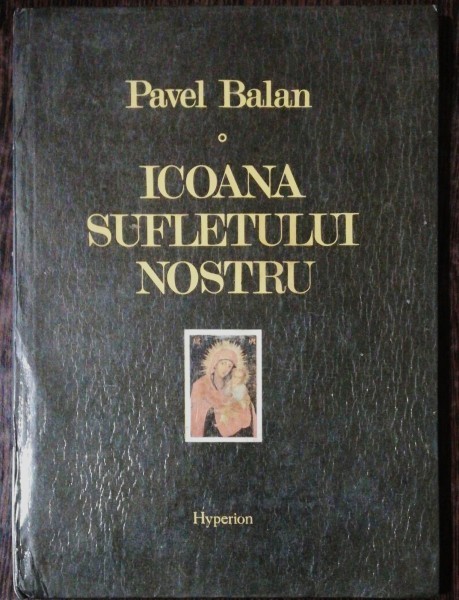 Pavel Balan
ICOANA
SUFLETULUI
NOSTRU
Hyperion